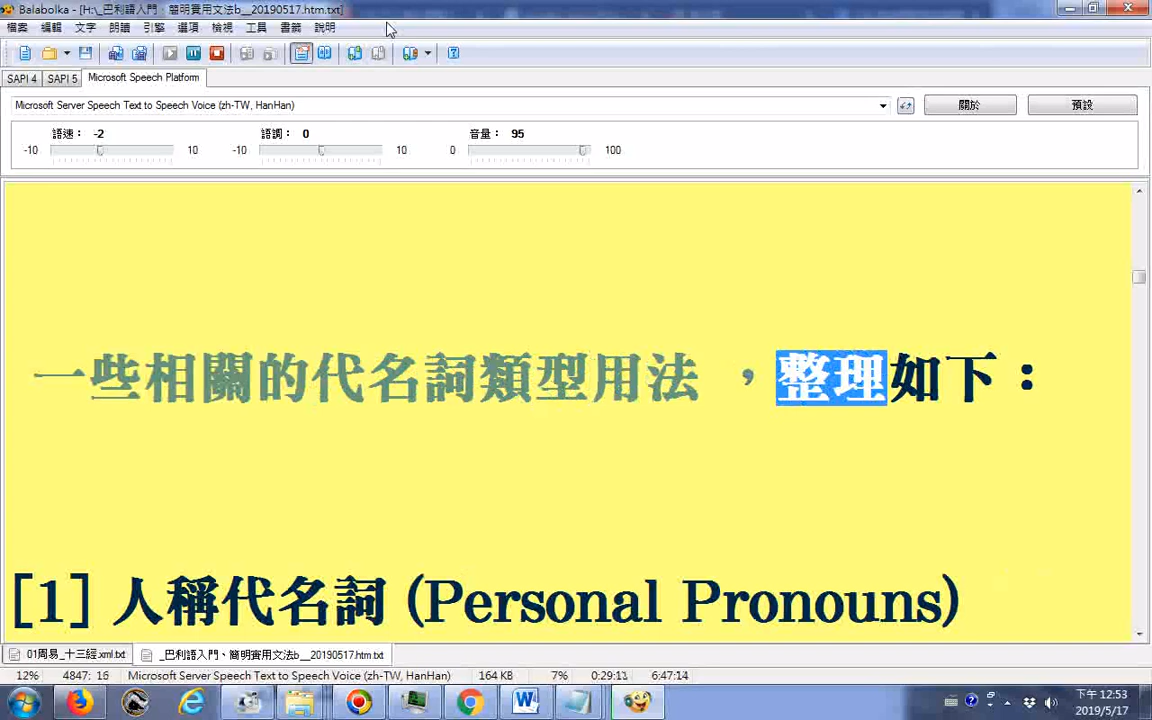 Balabolka - [H:\_巴利語入門、簡明實用文法b__20190517.htm.txt]
檔案 編輯 文字 朗讀 引擎 選項 檢視 工具 書籤 說明
SAPI 4 SAPI 5 Microsoft Speech Platform
Microsoft Server Speech Text to Speech Voice (zh-TW, HanHan) 關於 預設
語速： -2 語調： 0 音量： 95
-10 10 -10 10 0 100
一些相關的代名詞類型用法 ，整理如下：
[1] 人稱代名詞 (Personal Pronouns)
01周易_十三經.xml.txt _巴利語入門、簡明實用文法b__20190517.htm.txt
12% 4847: 16 Microsoft Server Speech Text to Speech Voice (zh-TW, HanHan) 164 KB 7% 0:29:11 6:47:14
下午 12:53
2019/5/17